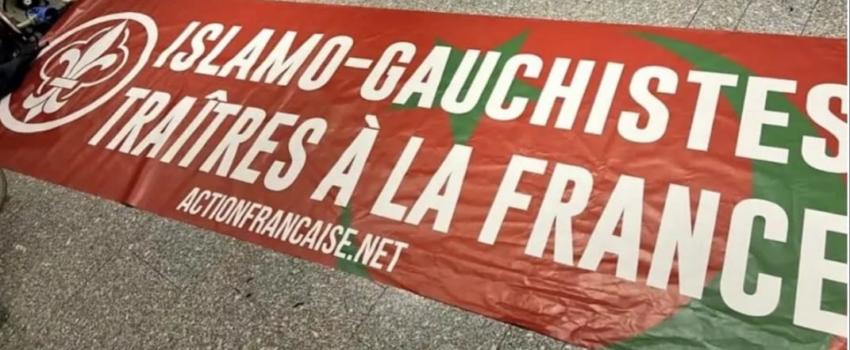 ISLAMO-GAUCHISTES
TRAÎTRES À LA FRANCE
ACTIONFRANCAISE.NET